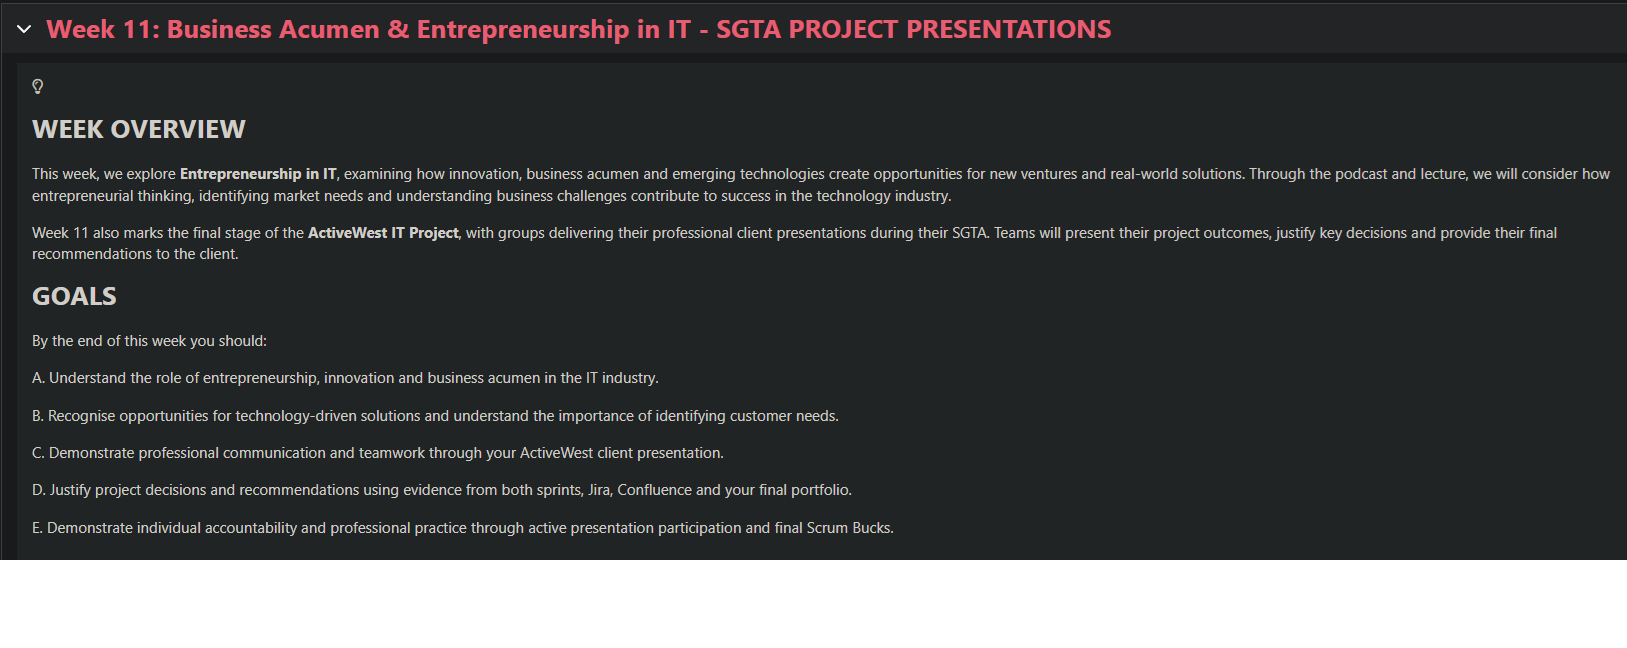 Week 11: Business Acumen & Entrepreneurship in IT - SGTA PROJECT PRESENTATIONS
WEEK OVERVIEW
This week, we explore Entrepreneurship in IT, examining how innovation, business acumen and emerging technologies create opportunities for new ventures and real-world solutions. Through the podcast and lecture, we will consider how
entrepreneurial thinking, identifying market needs and understanding business challenges contribute to success in the technology industry.
Week 11 also marks the final stage of the ActiveWest IT Project, with groups delivering their professional client presentations during their SGTA. Teams will present their project outcomes, justify key decisions and provide their final
recommendations to the client.
GOALS
By the end of this week you should:
A. Understand the role of entrepreneurship, innovation and business acumen in the IT industry.
B. Recognise opportunities for technology-driven solutions and understand the importance of identifying customer needs.
C. Demonstrate professional communication and teamwork through your ActiveWest client presentation.
D. Justify project decisions and recommendations using evidence from both sprints, Jira, Confluence and your final portfolio.
E. Demonstrate individual accountability and professional practice through active presentation participation and final Scrum Bucks.